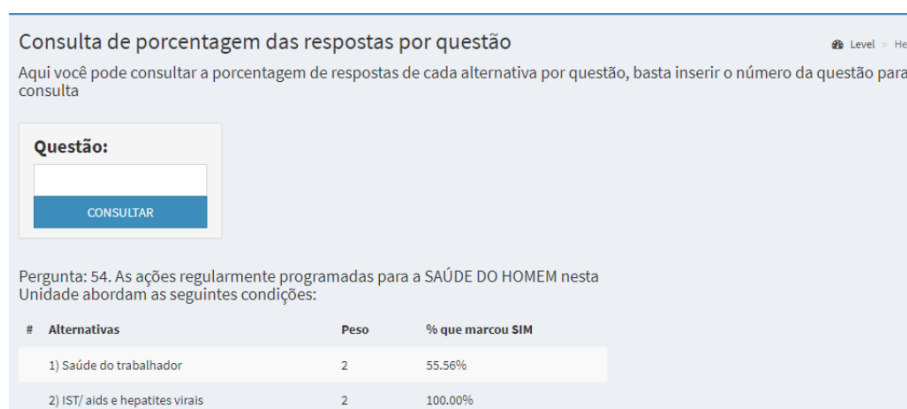 Consulta de porcentagem das respostas por questão
Level > He
Aqui você pode consultar a porcentagem de respostas de cada alternativa por questão, basta inserir o número da questão para
consulta
Questão:
CONSULTAR
Pergunta: 54. As ações regularmente programadas para a SAÚDE DO HOMEM nesta
Unidade abordam as seguintes condições:
# Alternativas Peso % que marcou SIM
1) Saúde do trabalhador 2 55.56%
2) IST/ aids e hepatites virais 2 100.00%